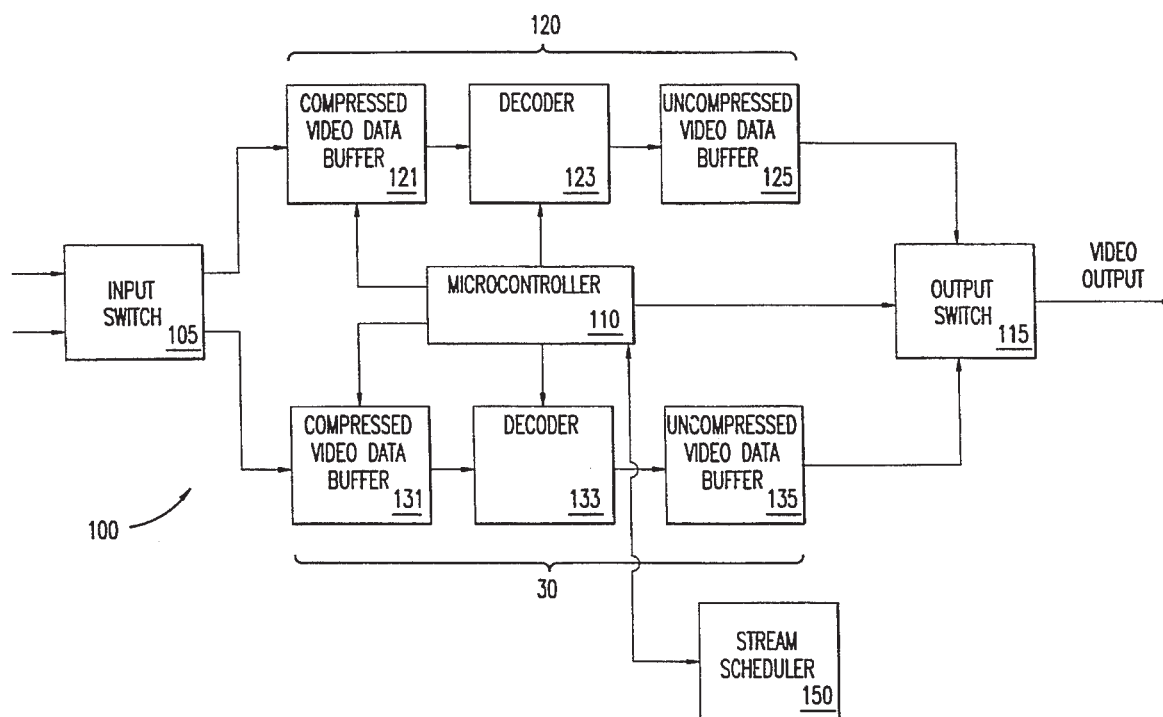 120
COMPRESSED
VIDEO DATA
BUFFER
121
DECODER
123
UNCOMPRESSED
VIDEO DATA
BUFFER
125
INPUT
SWITCH
105
MICROCONTROLLER
110
OUTPUT
SWITCH
115
VIDEO
OUTPUT
COMPRESSED
VIDEO DATA
BUFFER
131
DECODER
133
UNCOMPRESSED
VIDEO DATA
BUFFER
135
100
30
STREAM
SCHEDULER
150